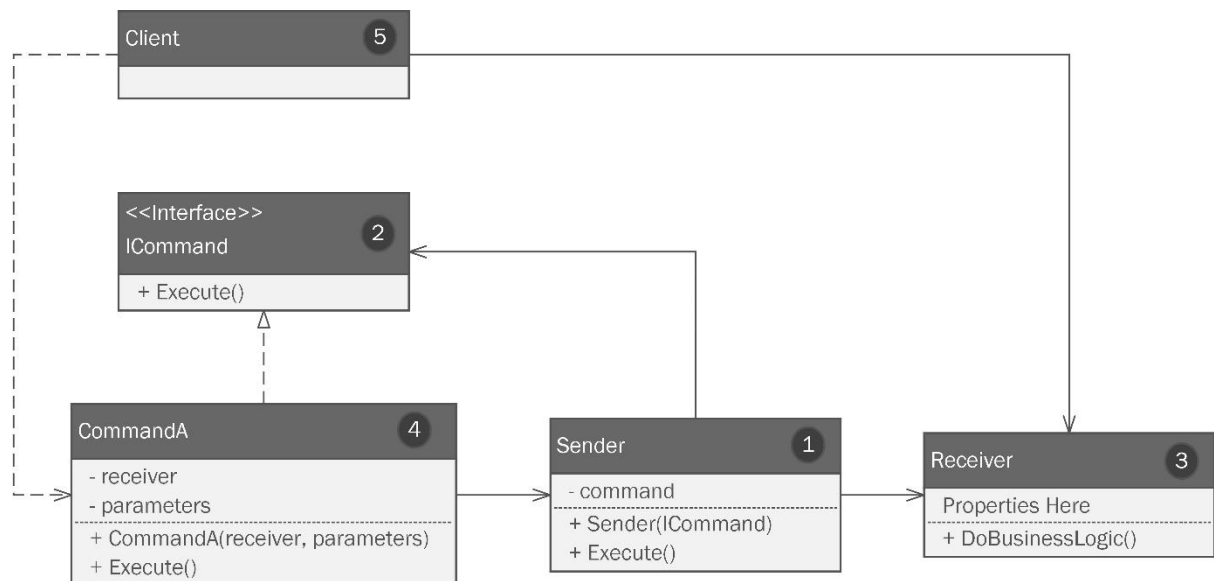 Client
5
<<Interface>>
ICommand
2
+ Execute()
CommandA
4
- receiver
- parameters
+ CommandA(receiver, parameters)
+ Execute()
Sender
1
- command
+ Sender(ICommand)
+ Execute()
Receiver
3
Properties Here
+ DoBusinessLogic()